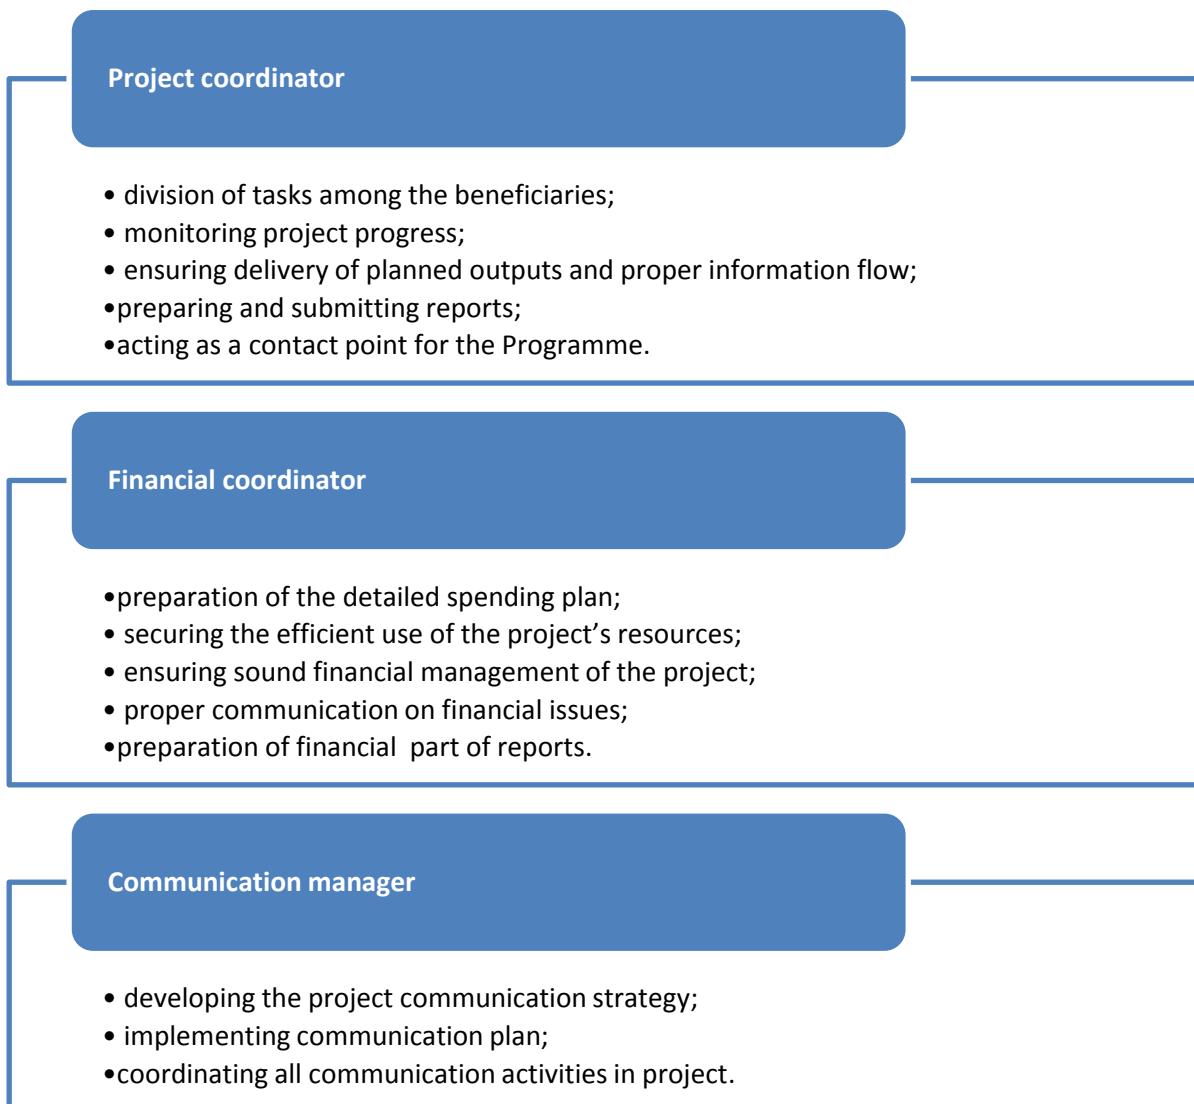 Project coordinator
• division of tasks among the beneficiaries;
• monitoring project progress;
• ensuring delivery of planned outputs and proper information flow;
•preparing and submitting reports;
•acting as a contact point for the Programme.
Financial coordinator
•preparation of the detailed spending plan;
• securing the efficient use of the project’s resources;
• ensuring sound financial management of the project;
• proper communication on financial issues;
•preparation of financial  part of reports.
Communication manager
• developing the project communication strategy;
• implementing communication plan;
•coordinating all communication activities in project.